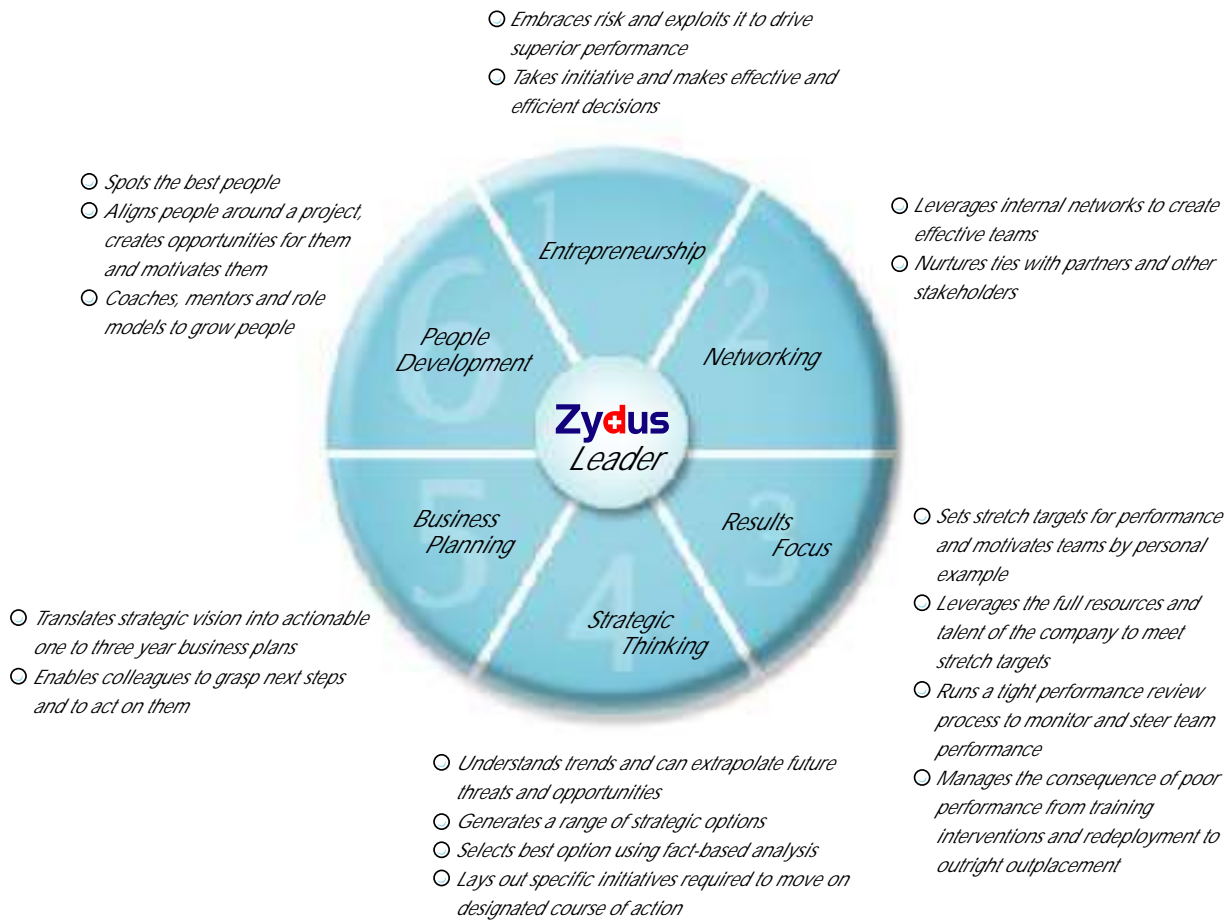 Embraces risk and exploits it to drive
superior performance
Takes initiative and makes effective and
efficient decisions
1
Entrepreneurship
Leverages internal networks to create
effective teams
Nurtures ties with partners and other
stakeholders
2
Networking
Sets stretch targets for performance
and motivates teams by personal
example
Leverages the full resources and
talent of the company to meet
stretch targets
Runs a tight performance review
process to monitor and steer team
performance
Manages the consequence of poor
performance from training
interventions and redeployment to
outright outplacement
3
Results
Focus
4
Strategic
Thinking
Understands trends and can extrapolate future
threats and opportunities
Generates a range of strategic options
Selects best option using fact-based analysis
Lays out specific initiatives required to move on
designated course of action
5
Business
Planning
Translates strategic vision into actionable
one to three year business plans
Enables colleagues to grasp next steps
and to act on them
6
People
Development
Spots the best people
Aligns people around a project,
creates opportunities for them
and motivates them
Coaches, mentors and role
models to grow people
Zydus
Leader